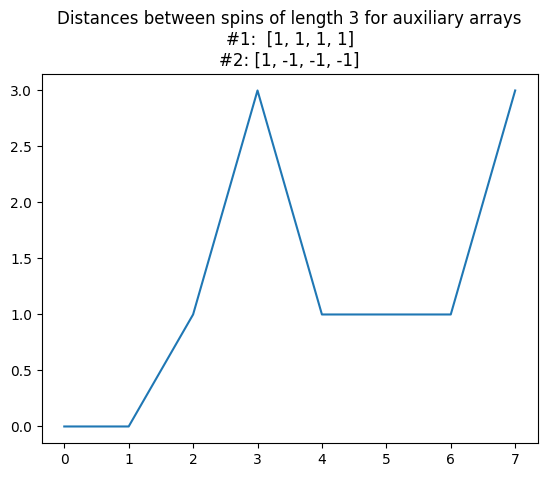 Distances between spins of length 3 for auxiliary arrays
#1:  [1, 1, 1, 1]
#2: [1, -1, -1, -1]
3.0
2.5
2.0
1.5
1.0
0.5
0.0
0 1 2 3 4 5 6 7